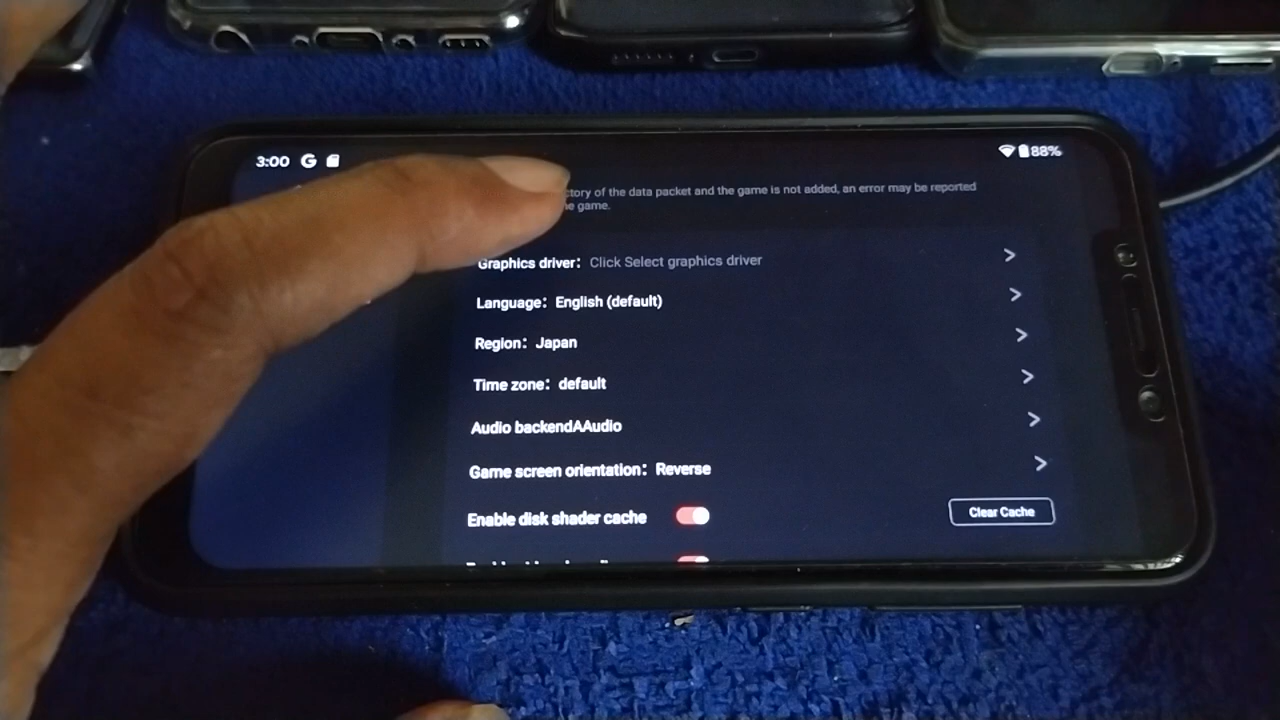 3:00 G 88%
ctory of the data packet and the game is not added, an error may be reported
game.
Graphics driver: Click Select graphics driver >
Language: English (default) >
Region: Japan >
Time zone: default >
Audio backendAAudio >
Game screen orientation: Reverse >
Enable disk shader cache Clear Cache